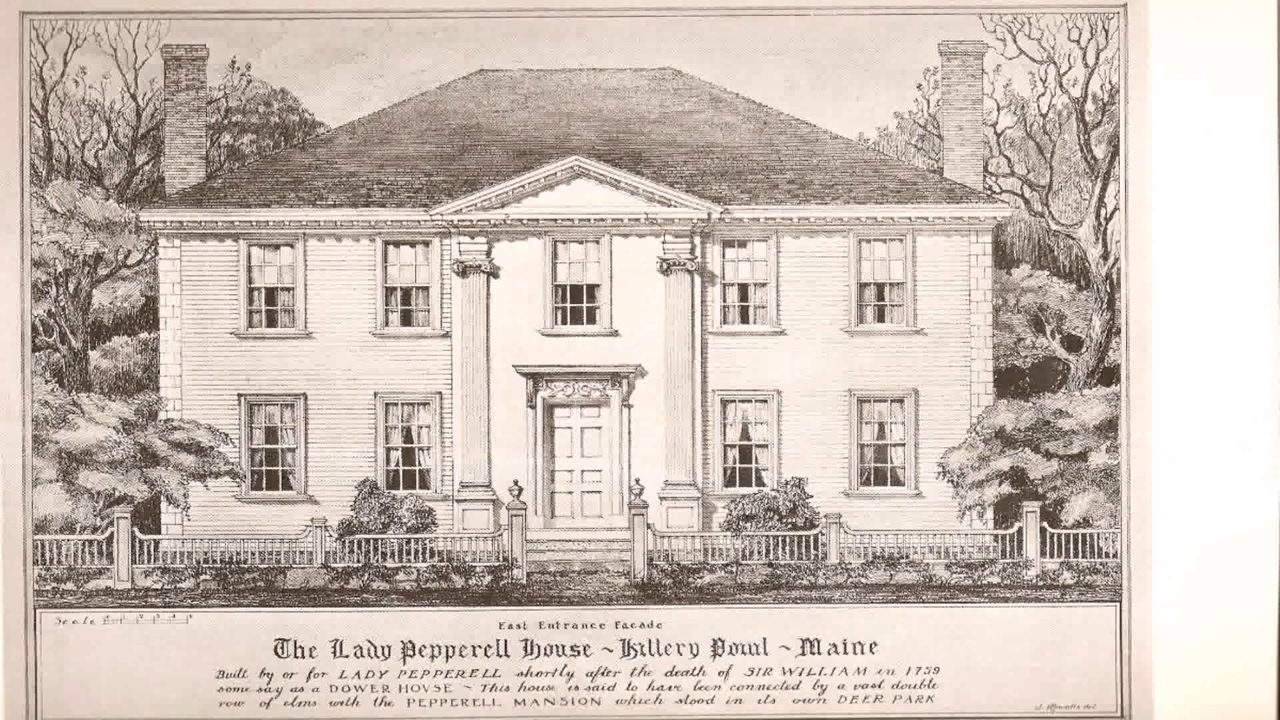 Scale
East Entrance Facade
The Lady Pepperell House ~ Kittery Point ~ Maine
Built by or for LADY PEPPERELL shortly after the death of SIR WILLIAM in 1759
some say as a DOWER HOVSE ~ This house is said to have been connected by a vast double
row of elms with the PEPPERELL MANSION which stood in its own DEER PARK